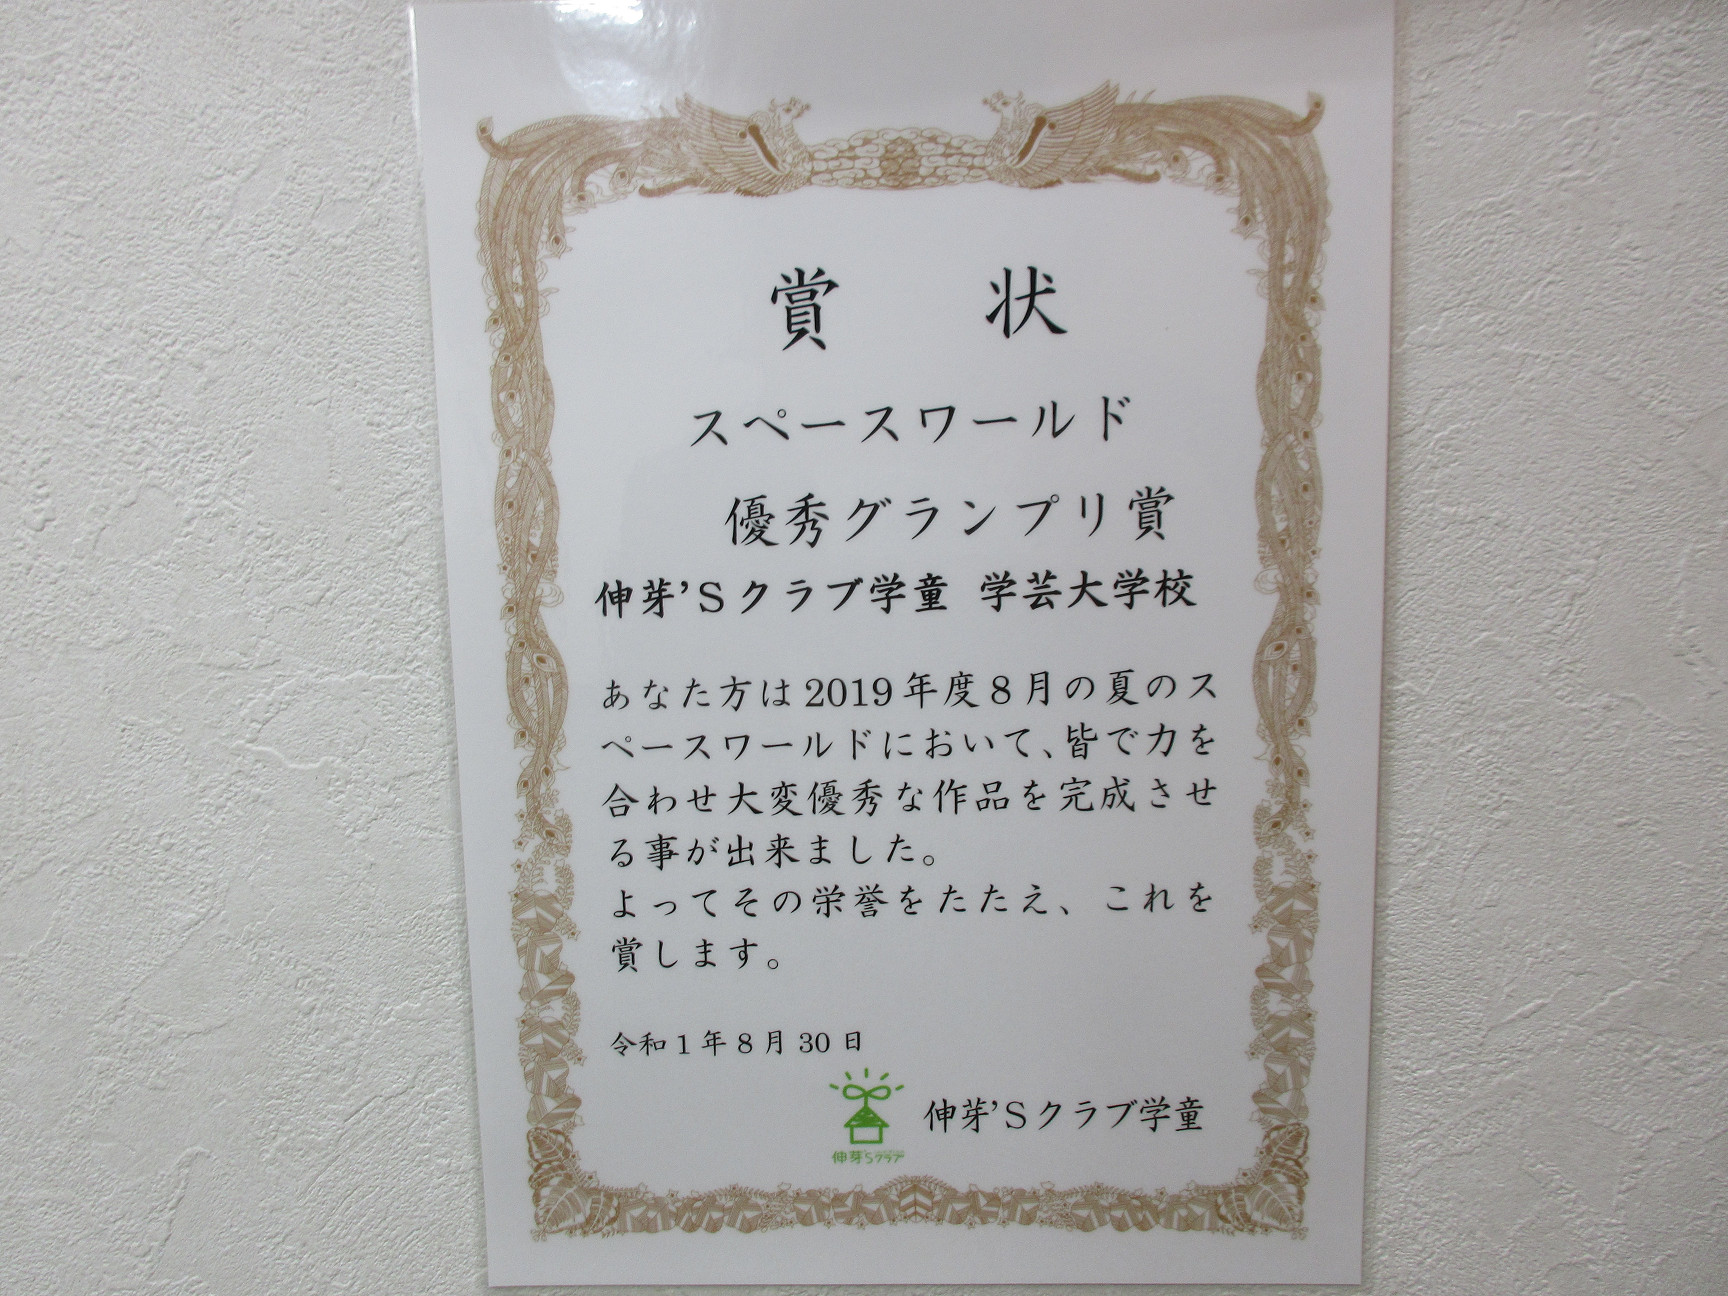 賞 状
スペースワールド
優秀グランプリ賞
伸芽'Sクラブ学童 学芸大学校
あなた方は2019年度8月の夏のス
ペースワールドにおいて、皆で力を
合わせ大変優秀な作品を完成させ
る事が出来ました。
よってその栄誉をたたえ、これを
賞します。
令和1年8月30日
伸芽'Sクラブ学童
伸芽'Sクラブ